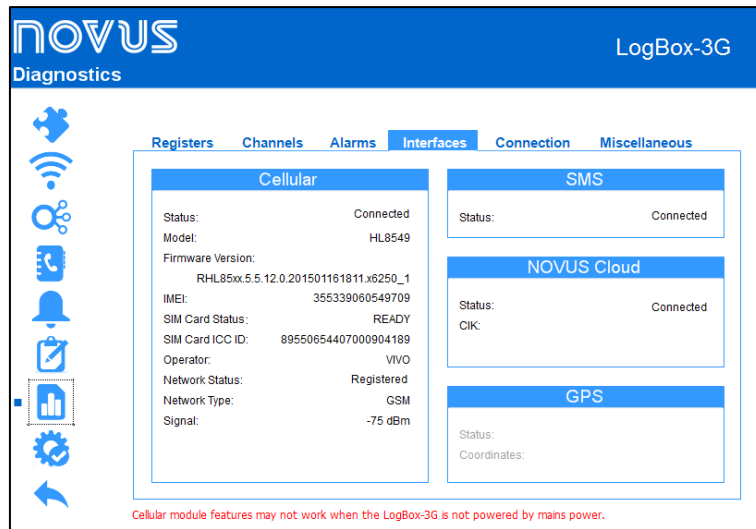 NOVUS
LogBox-3G
Diagnostics
Registers Channels Alarms Interfaces Connection Miscellaneous
Cellular
Status: Connected
Model: HL8549
Firmware Version:
RHL85xx.5.5.12.0.201501161811.x6250_1
IMEI: 355339060549709
SIM Card Status: READY
SIM Card ICC ID: 89550654407000904189
Operator: VIVO
Network Status: Registered
Network Type: GSM
Signal: -75 dBm
SMS
Status: Connected
NOVUS Cloud
Status: Connected
CIK:
GPS
Status:
Coordinates:
Cellular module features may not work when the LogBox-3G is not powered by mains power.